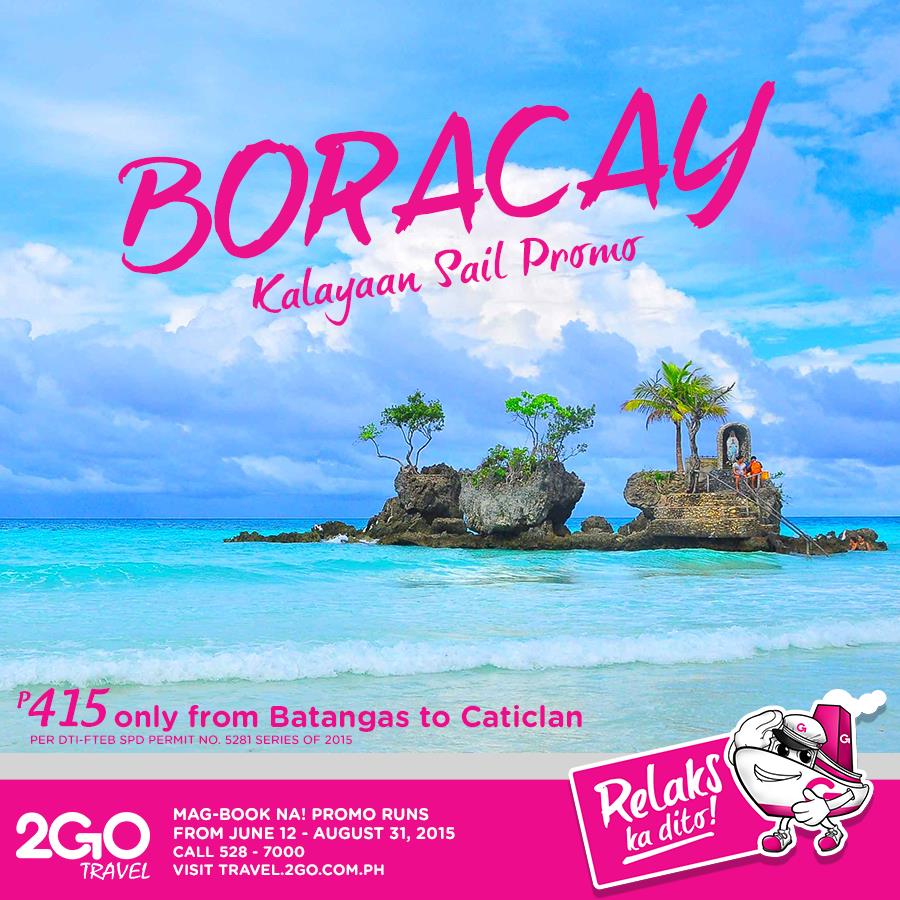 BORACAY
Kalayaan Sail Promo
₱415 only from Batangas to Caticlan
PER DTI-FTEB SPD PERMIT NO. 5281 SERIES OF 2015
2GO
TRAVEL
MAG-BOOK NA! PROMO RUNS
FROM JUNE 12 - AUGUST 31, 2015
CALL 528 - 7000
VISIT TRAVEL.2GO.COM.PH
Relaks
ka dito!
G
G